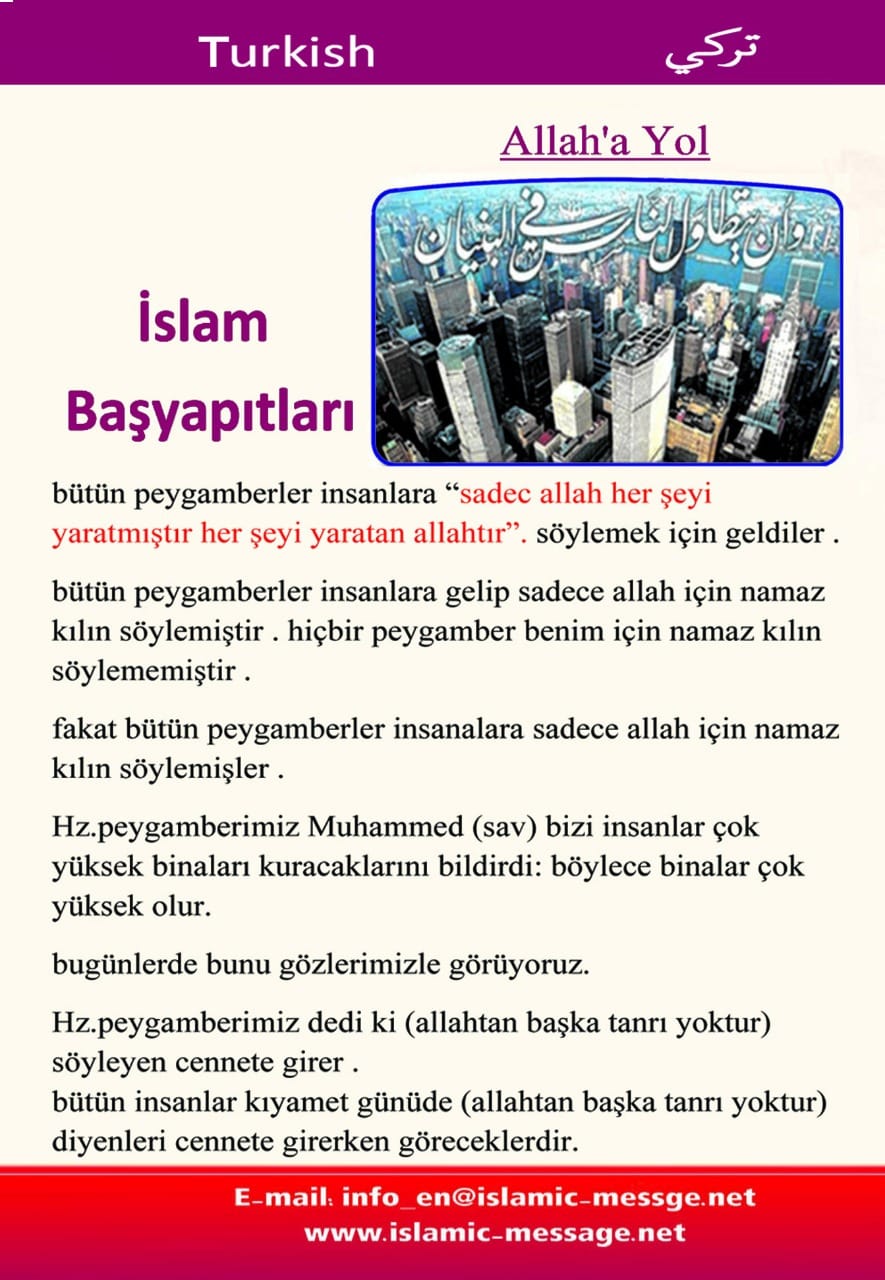 Turkish
تركي
Allah'a Yol
وأن يتطاول الناس في البنيان
İslam
Başyapıtları
bütün peygamberler insanlara “sadec allah her şeyi
yaratmıştır her şeyi yaratan allahtır”. söylemek için geldiler .
bütün peygamberler insanlara gelip sadece allah için namaz
kılın söylemiştir . hiçbir peygamber benim için namaz kılın
söylememiştir .
fakat bütün peygamberler insanalara sadece allah için namaz
kılın söylemişler .
Hz.peygamberimiz Muhammed (sav) bizi insanlar çok
yüksek binaları kuracaklarını bildirdi: böylece binalar çok
yüksek olur.
bugünlerde bunu gözlerimizle görüyoruz.
Hz.peygamberimiz dedi ki (allahtan başka tanrı yoktur)
söyleyen cennete girer .
bütün insanlar kıyamet günüde (allahtan başka tanrı yoktur)
diyenleri cennete girerken göreceklerdir.
E-mail: info_en@islamic-messge.net
www.islamic-message.net